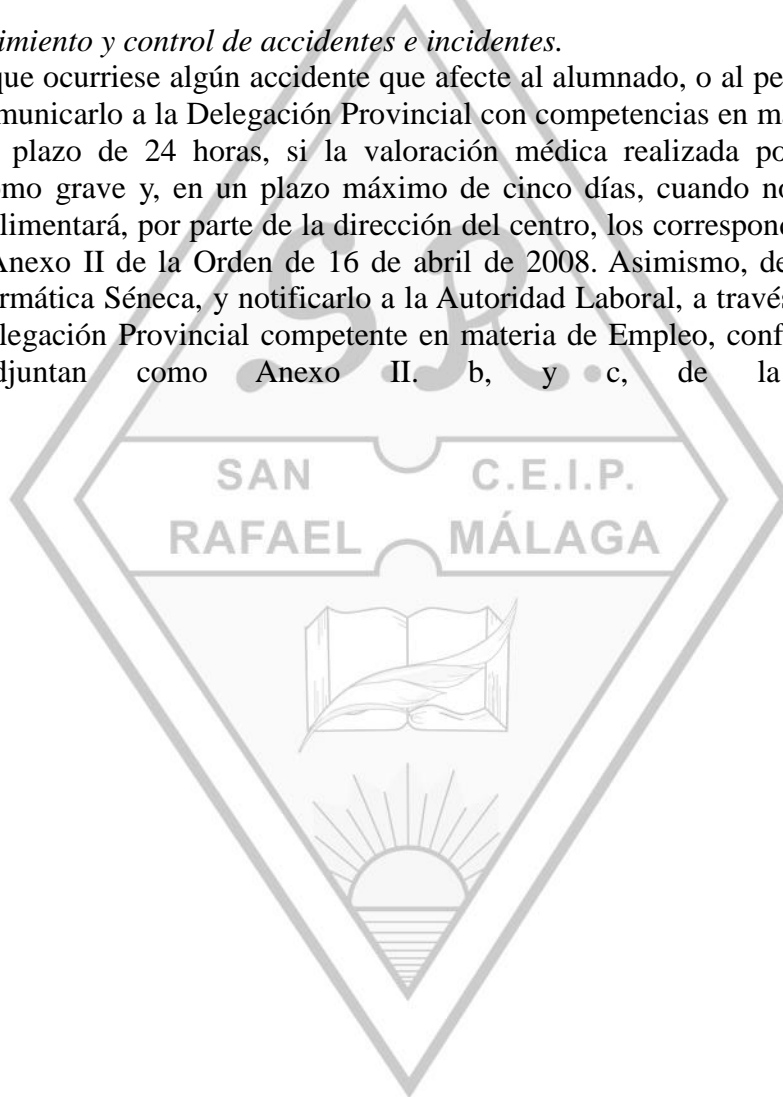 imiento y control de accidentes e incidentes.
que ocurriese algún accidente que afecte al alumnado, o al pe
municarlo a la Delegación Provincial con competencias en m
plazo de 24 horas, si la valoración médica realizada po
omo grave y, en un plazo máximo de cinco días, cuando no
limentará, por parte de la dirección del centro, los correspond
Anexo II de la Orden de 16 de abril de 2008. Asimismo, de
rmática Séneca, y notificarlo a la Autoridad Laboral, a través
legación Provincial competente en materia de Empleo, conf
djuntan como Anexo II. b, y c, de la
S.R.
SAN C.E.I.P.
RAFAEL MÁLAGA